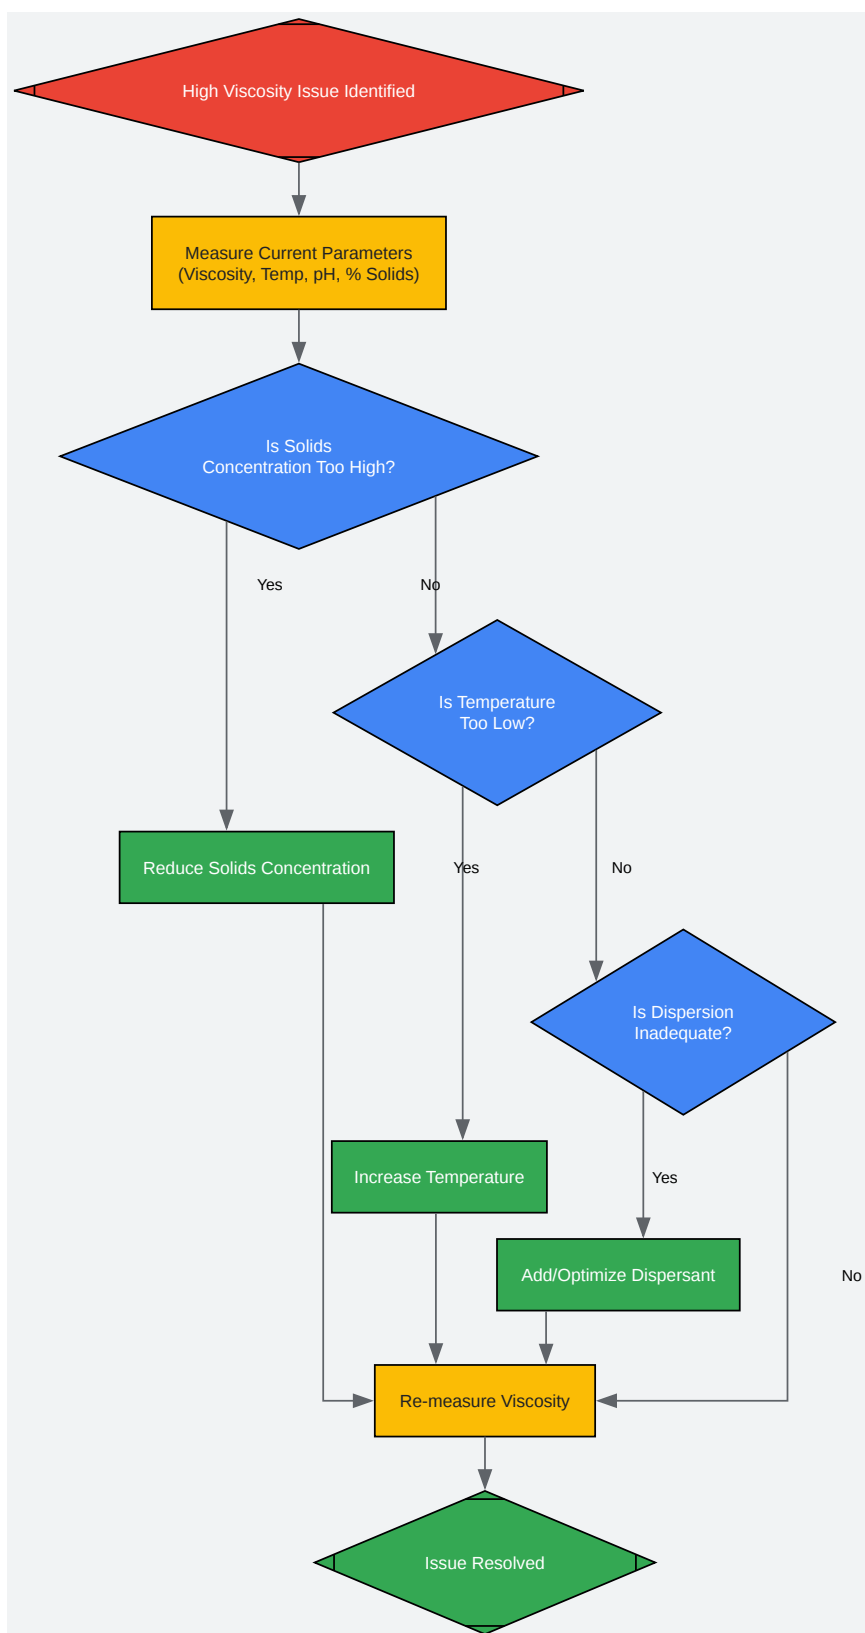 High Viscosity Issue Identified
Measure Current Parameters
(Viscosity, Temp, pH, % Solids)
Is Solids
Concentration Too High?
Yes
No
Is Temperature
Too Low?
Reduce Solids Concentration
Yes
No
Is Dispersion
Inadequate?
Increase Temperature
Yes
Add/Optimize Dispersant
No
Re-measure Viscosity
Issue Resolved